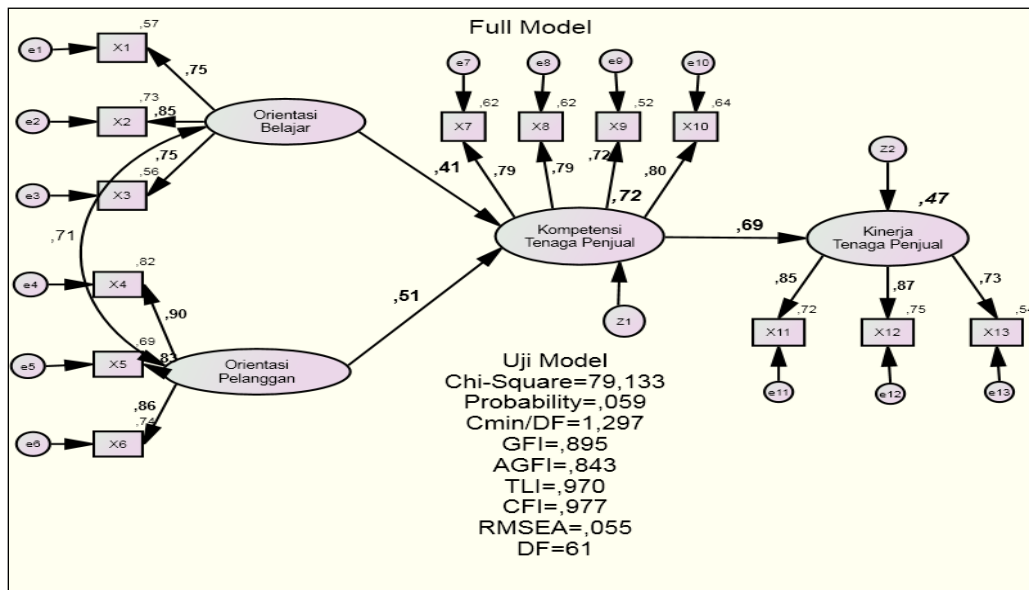 Full Model
,57
e1
X1
,75
,73
e2
X2
,85
Orientasi
Belajar
,75
,56
e3
X3
,71
,82
e4
X4
,90
,69
e5
X5
,83
Orientasi
Pelanggan
,86
,74
e6
X6
,41
,51
e7
e8
e9
e10
,62
,62
,52
,64
X7
X8
X9
X10
,79
,79
,72
,80
,72
Kompetensi
Tenaga Penjual
Z1
,69
Z2
,47
Kinerja
Tenaga Penjual
,85
,87
,73
,72
,75
,54
X11
X12
X13
e11
e12
e13
Uji Model
Chi-Square=79,133
Probability=,059
Cmin/DF=1,297
GFI=,895
AGFI=,843
TLI=,970
CFI=,977
RMSEA=,055
DF=61